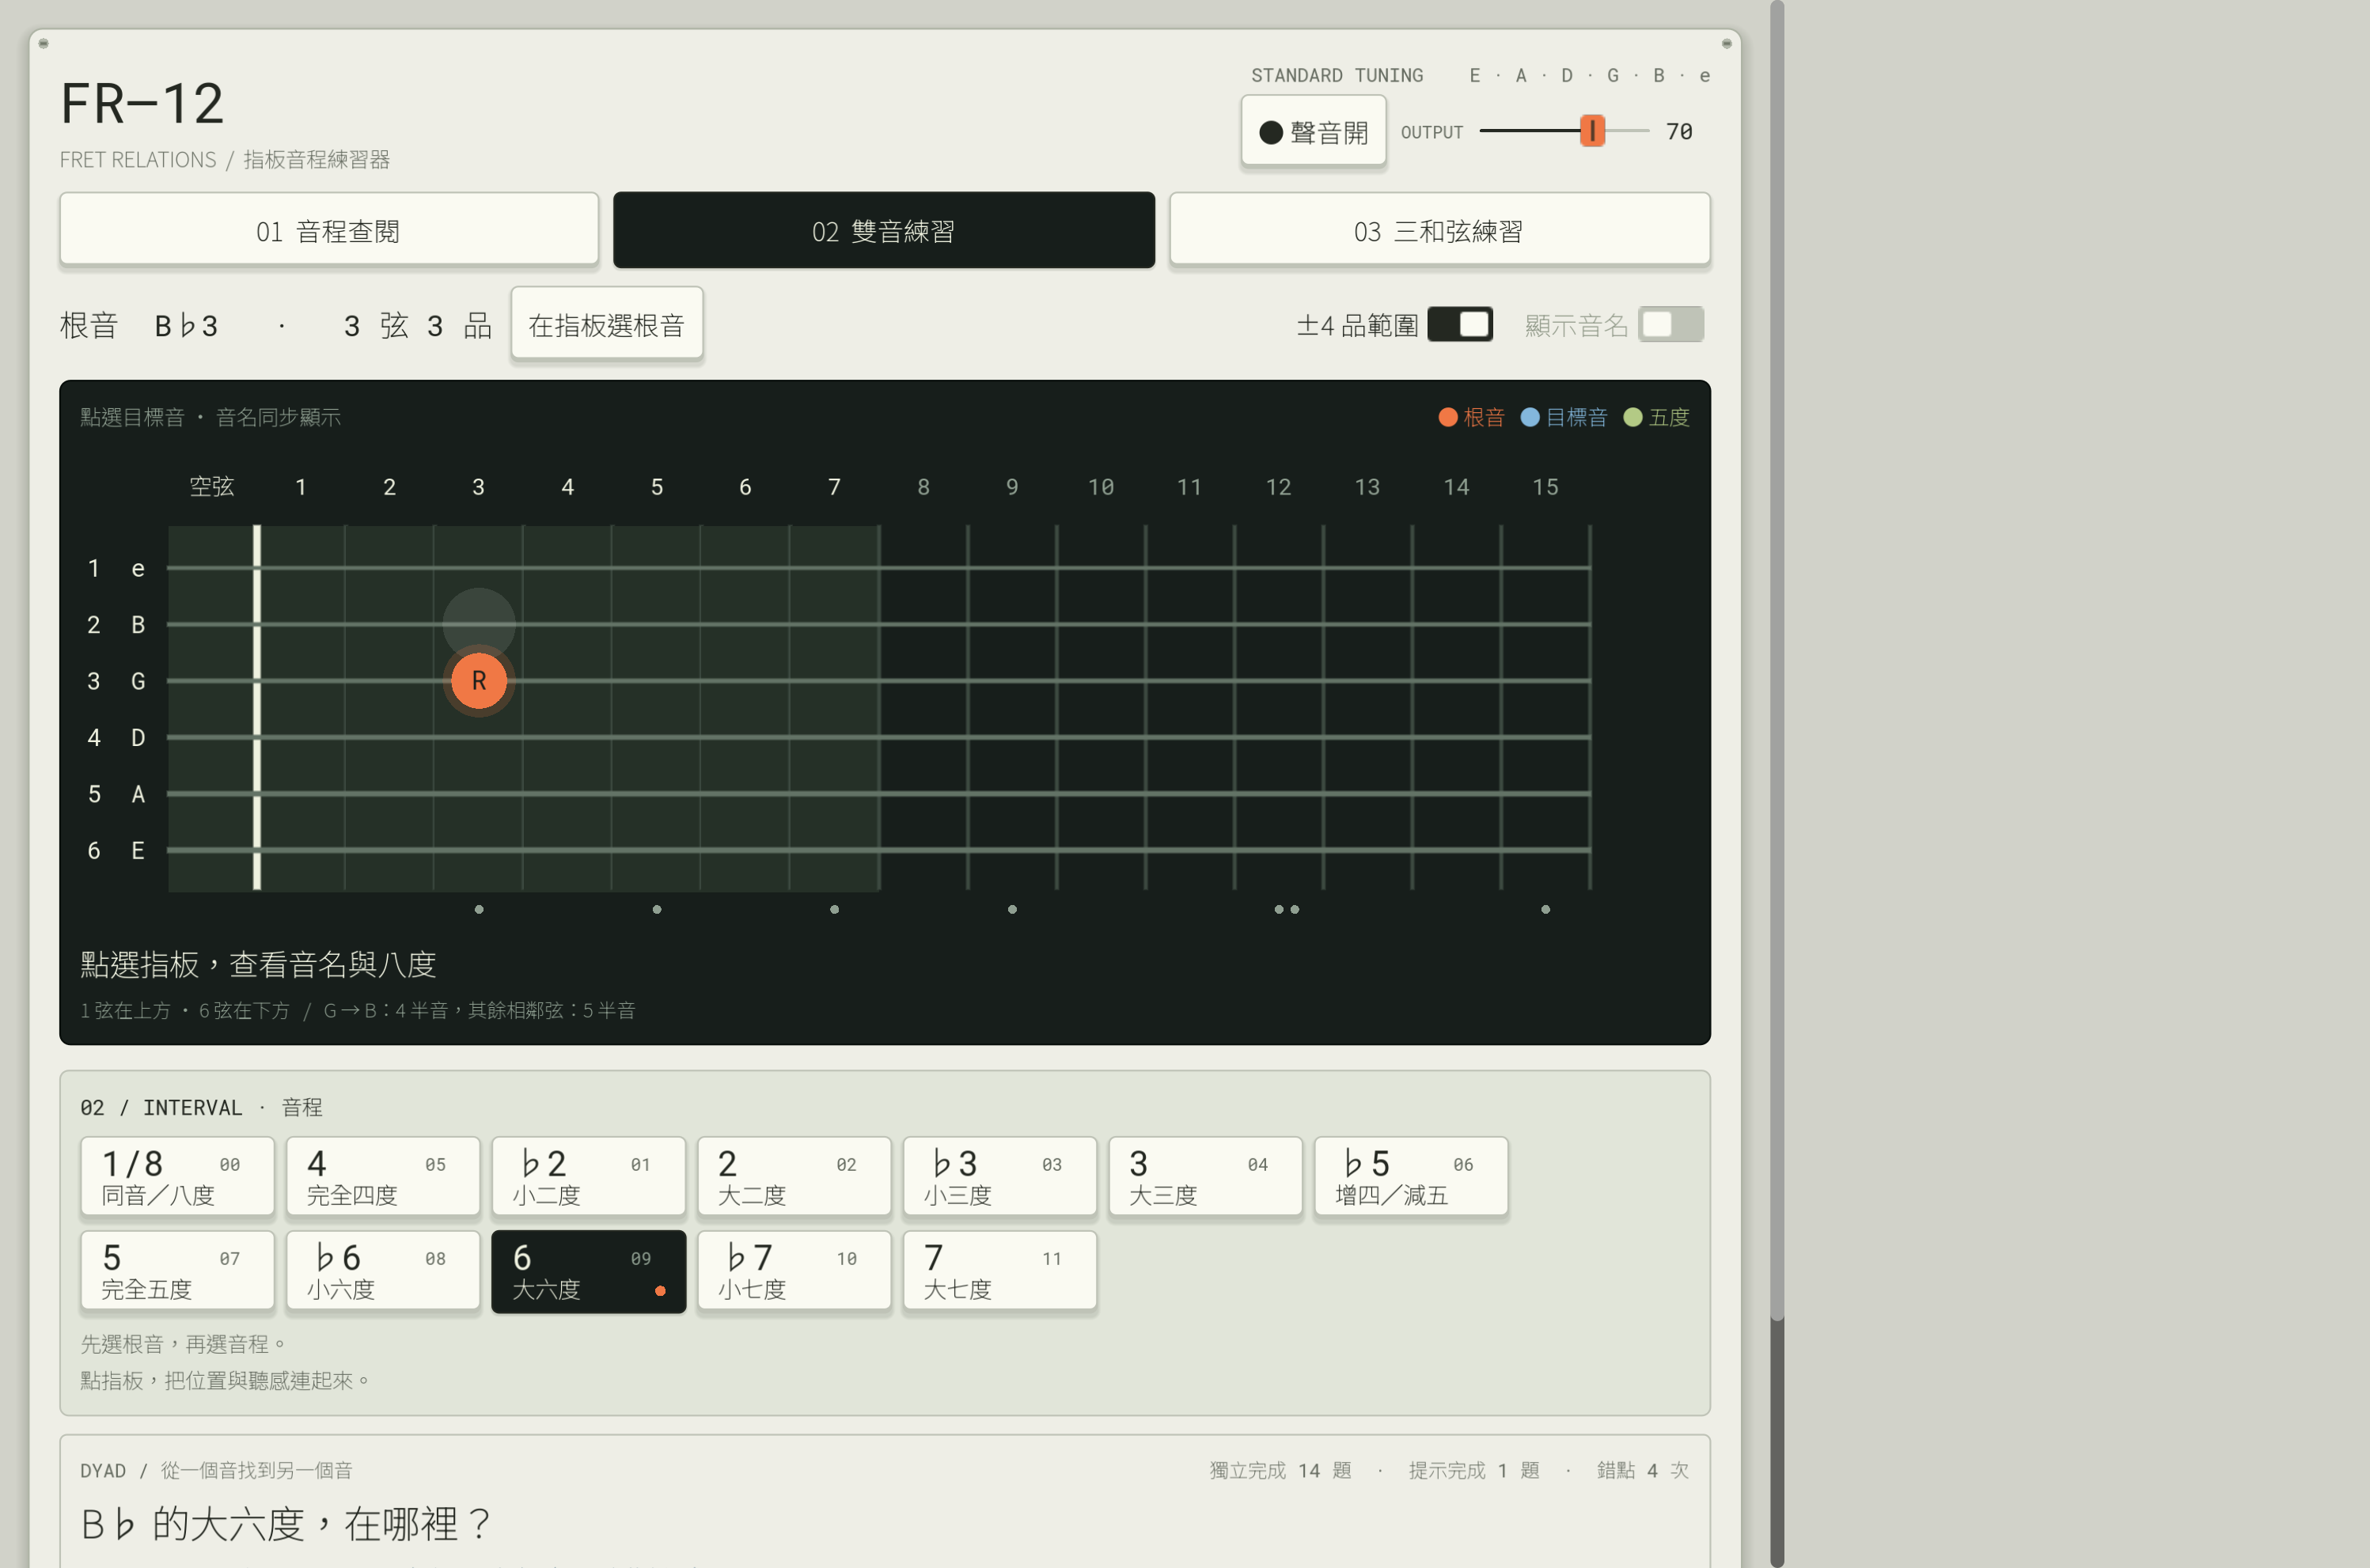 FR—12
FRET RELATIONS / 指板音程練習器
STANDARD TUNING E · A · D · G · B · e
● 聲音開 OUTPUT 70
01 音程查閱 02 雙音練習 03 三和弦練習
根音 B♭3 · 3 弦 3 品 在指板選根音 ±4 品範圍 顯示音名
點選目標音・音名同步顯示 根音 目標音 五度
空弦 1 2 3 4 5 6 7 8 9 10 11 12 13 14 15
1 e
2 B
3 G R
4 D
5 A
6 E
點選指板，查看音名與八度
1 弦在上方・6 弦在下方 / G→B：4 半音，其餘相鄰弦：5 半音
02 / INTERVAL · 音程
1/8 00 4 05 ♭2 01 2 02 ♭3 03 3 04 ♭5 06
同音／八度 完全四度 小二度 大二度 小三度 大三度 增四／減五
5 07 ♭6 08 6 09 ♭7 10 7 11
完全五度 小六度 大六度 小七度 大七度
先選根音，再選音程。
點指板，把位置與聽感連起來。
DYAD / 從一個音找到另一個音 獨立完成 14 題 · 提示完成 1 題 · 錯點 4 次
B♭ 的大六度，在哪裡？